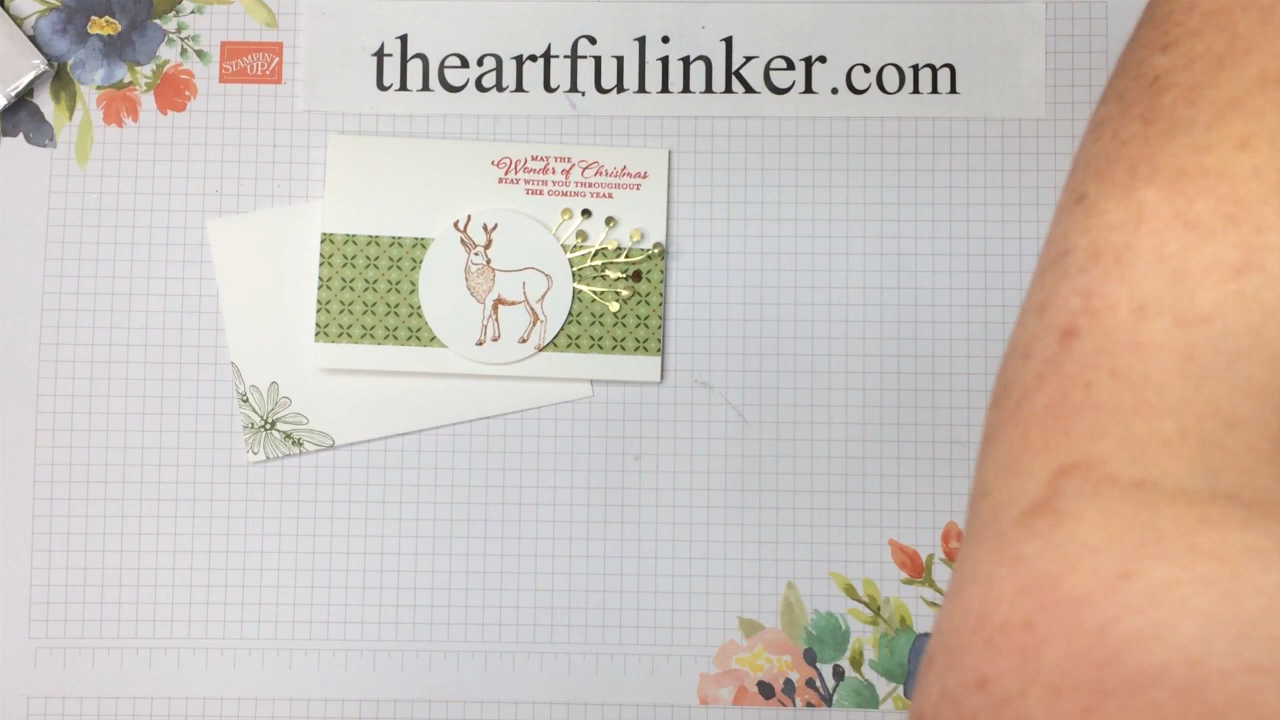 STAMPIN' UP!
theartfulinker.com
MAY THE
Wonder of Christmas
STAY WITH YOU THROUGHOUT
THE COMING YEAR